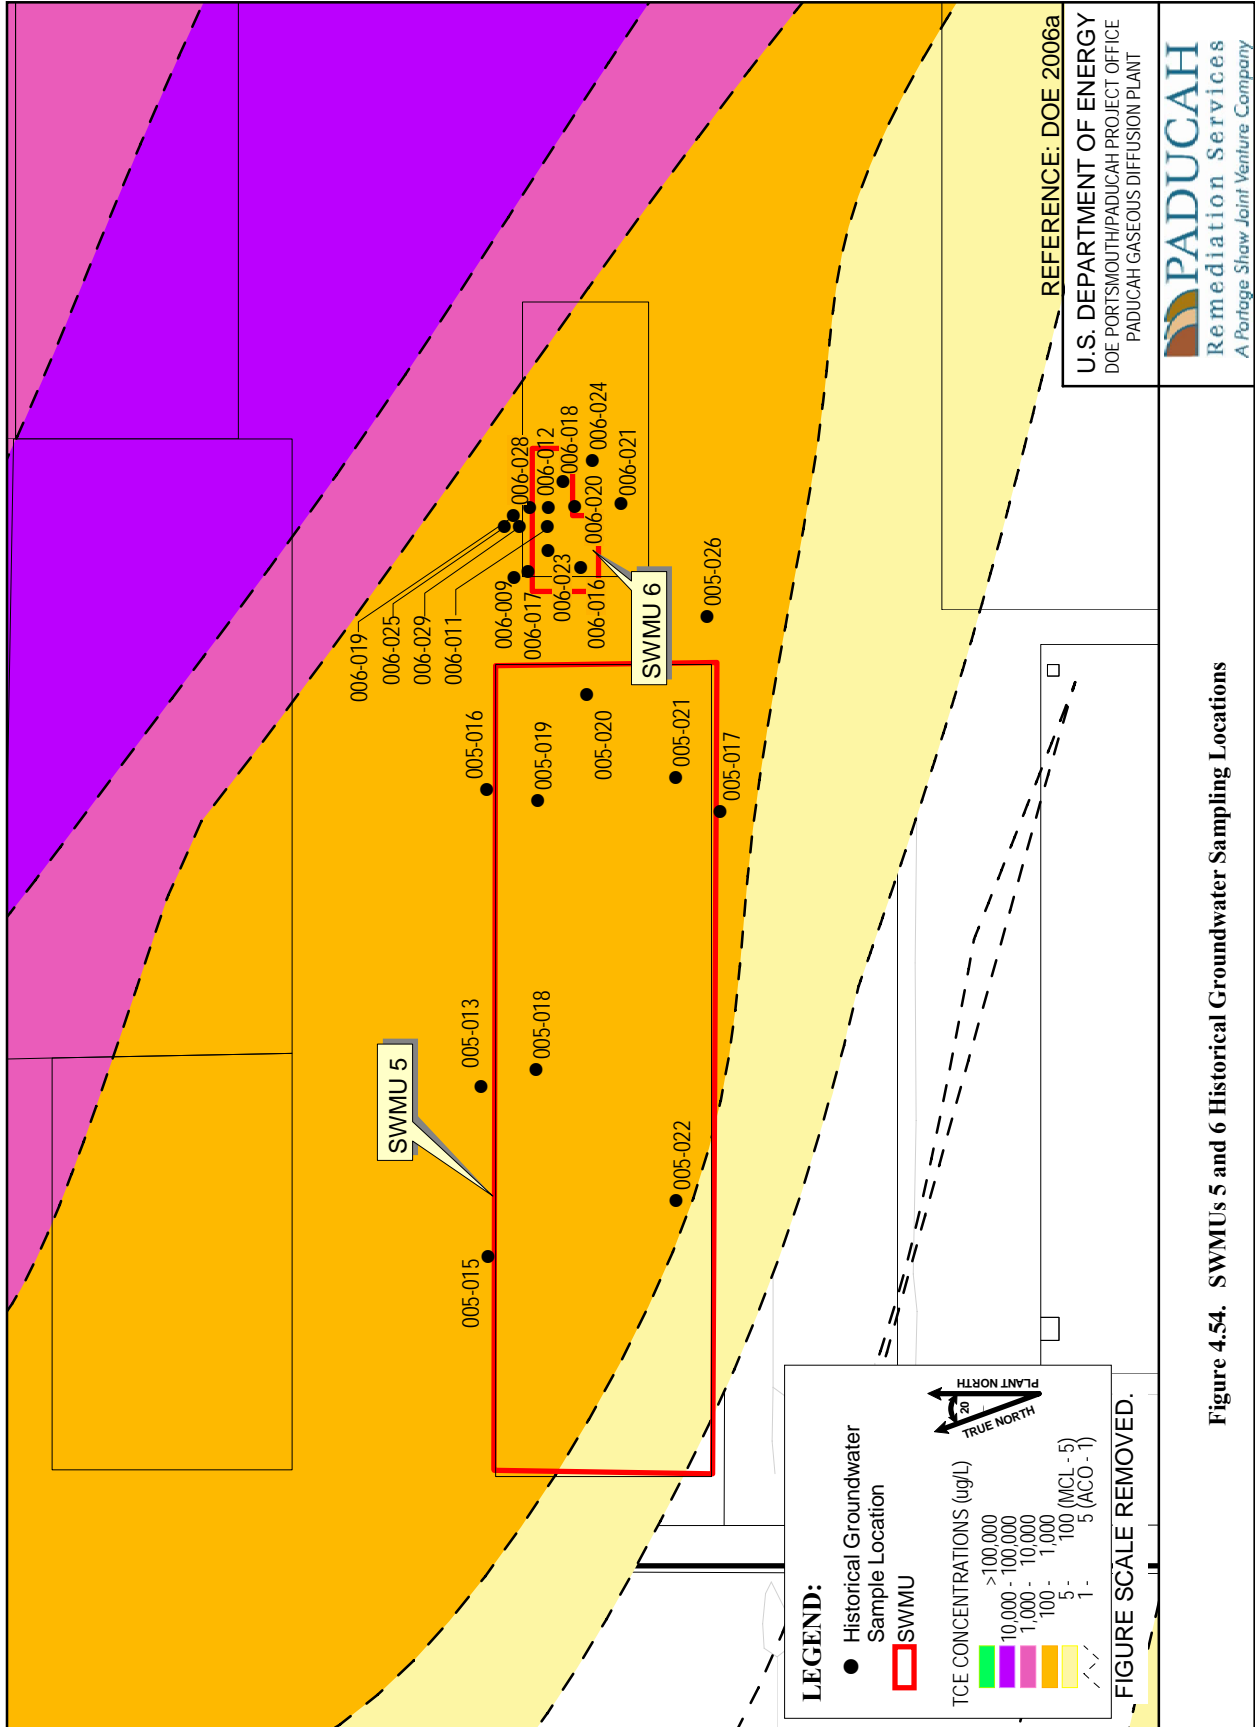 SWMU 5
SWMU 6
005-015
005-013
005-018
005-022
005-016
005-019
005-020
005-021
005-017
005-026
006-019
006-025
006-029
006-011
006-009
006-017
006-023
006-016
006-028
006-012
006-018
006-020
006-024
006-021
LEGEND:
Historical Groundwater
Sample Location
SWMU
TCE CONCENTRATIONS (ug/L)
>100,000
10,000 - 100,000
1,000 - 10,000
100 - 1,000
5 - 100 (MCL - 5)
1 - 5 (ACO - 1)
20
TRUE NORTH
PLANT NORTH
FIGURE SCALE REMOVED.
REFERENCE: DOE 2006a
U.S. DEPARTMENT OF ENERGY
DOE PORTSMOUTH/PADUCAH PROJECT OFFICE
PADUCAH GASEOUS DIFFUSION PLANT
PADUCAH
Remediation Services
A Portage Shaw Joint Venture Company
Figure 4.54. SWMUs 5 and 6 Historical Groundwater Sampling Locations